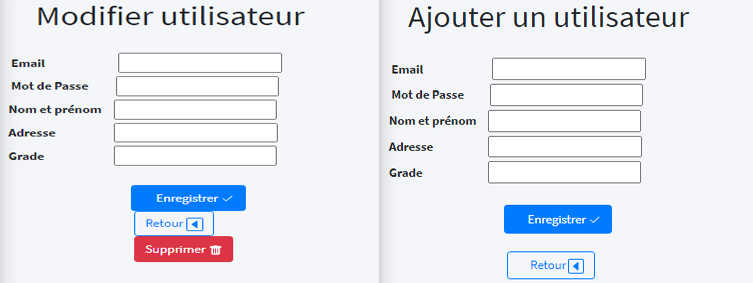 Modifier utilisateur
Email
Mot de Passe
Nom et prénom
Adresse
Grade
Enregistrer
Retour
Supprimer
Ajouter un utilisateur
Email
Mot de Passe
Nom et prénom
Adresse
Grade
Enregistrer
Retour